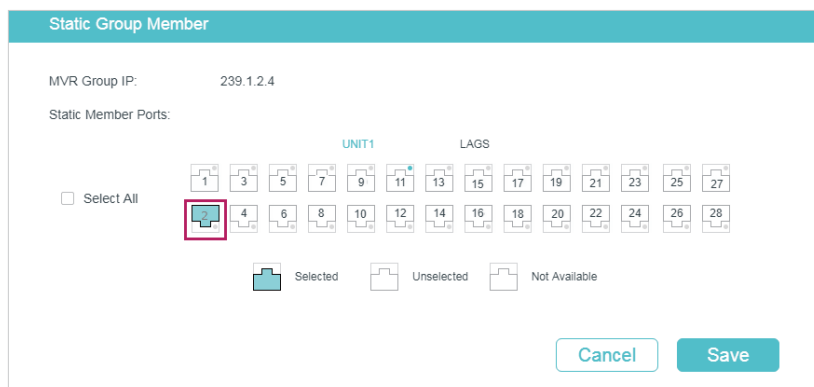 Static Group Member
MVR Group IP: 239.1.2.4
Static Member Ports:
UNIT1 LAGS
1 3 5 7 9 11 13 15 17 19 21 23 25 27
Select All
2 4 6 8 10 12 14 16 18 20 22 24 26 28
Selected Unselected Not Available
Cancel Save